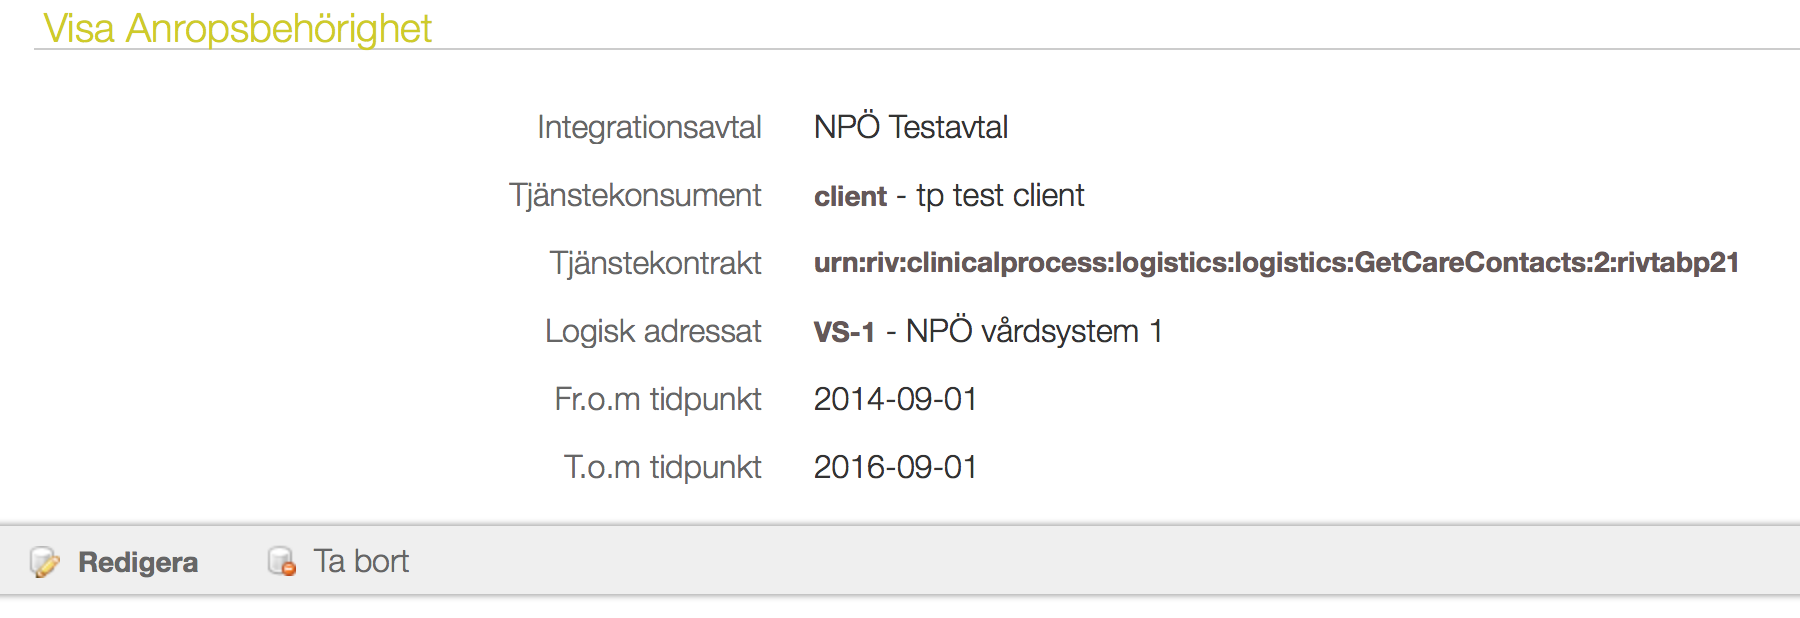 Visa Anropsbehörighet
Integrationsavtal NPÖ Testavtal
Tjänstekonsument client - tp test client
Tjänstekontrakt urn:riv:clinicalprocess:logistics:logistics:GetCareContacts:2:rivtabp21
Logisk adressat VS-1 - NPÖ vårdsystem 1
Fr.o.m tidpunkt 2014-09-01
T.o.m tidpunkt 2016-09-01
Redigera Ta bort